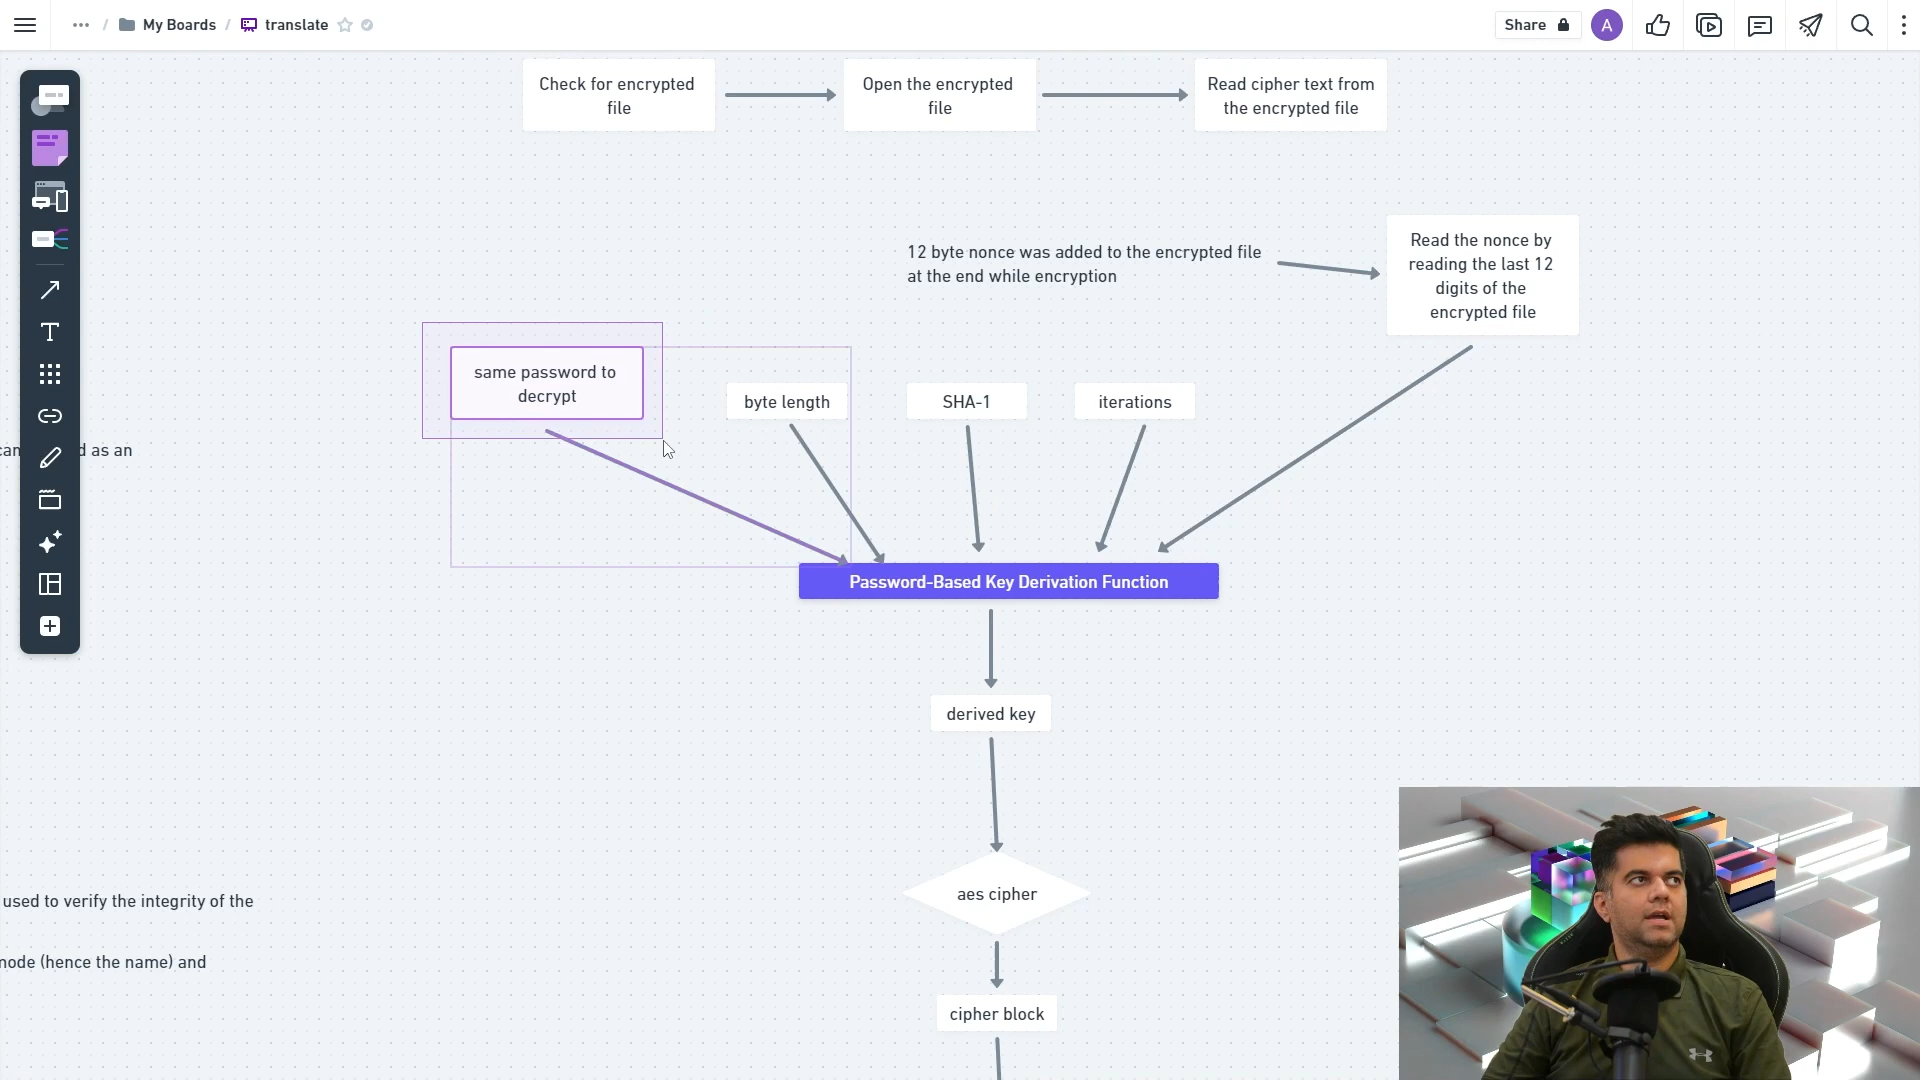 My Boards
translate
Share
A
Check for encrypted
file
Open the encrypted
file
Read cipher text from
the encrypted file
12 byte nonce was added to the encrypted file
at the end while encryption
Read the nonce by
reading the last 12
digits of the
encrypted file
same password to
decrypt
byte length
SHA-1
iterations
d as an
Password-Based Key Derivation Function
derived key
aes cipher
used to verify the integrity of the
node (hence the name) and
cipher block